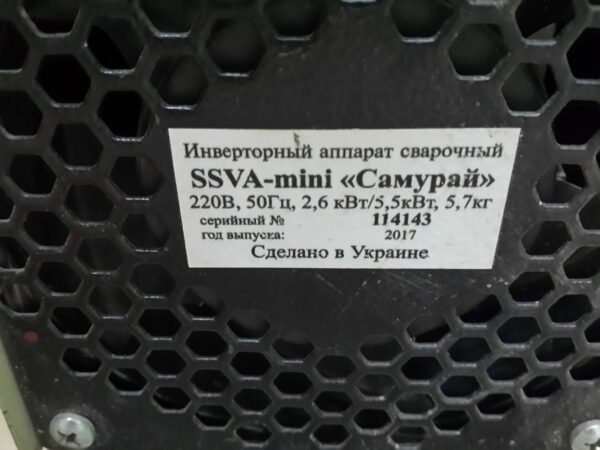 Инверторный аппарат сварочный
SSVA-mini «Самурай»
220В, 50Гц, 2,6 кВт/5,5кВт, 5,7кг
серийный № 114143
год выпуска: 2017
Сделано в Украине